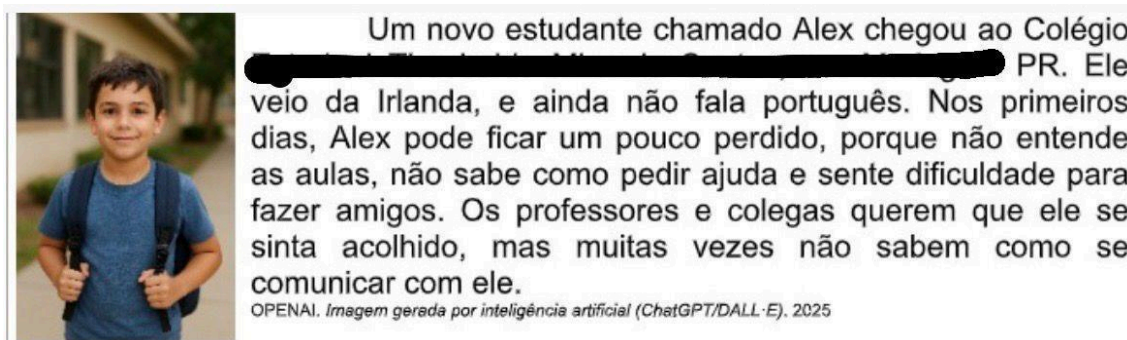 Um novo estudante chamado Alex chegou ao Colégio
PR. Ele
veio da Irlanda, e ainda não fala português. Nos primeiros
dias, Alex pode ficar um pouco perdido, porque não entende
as aulas, não sabe como pedir ajuda e sente dificuldade para
fazer amigos. Os professores e colegas querem que ele se
sinta acolhido, mas muitas vezes não sabem como se
comunicar com ele.
OPENAI. Imagem gerada por inteligência artificial (ChatGPT/DALL·E). 2025